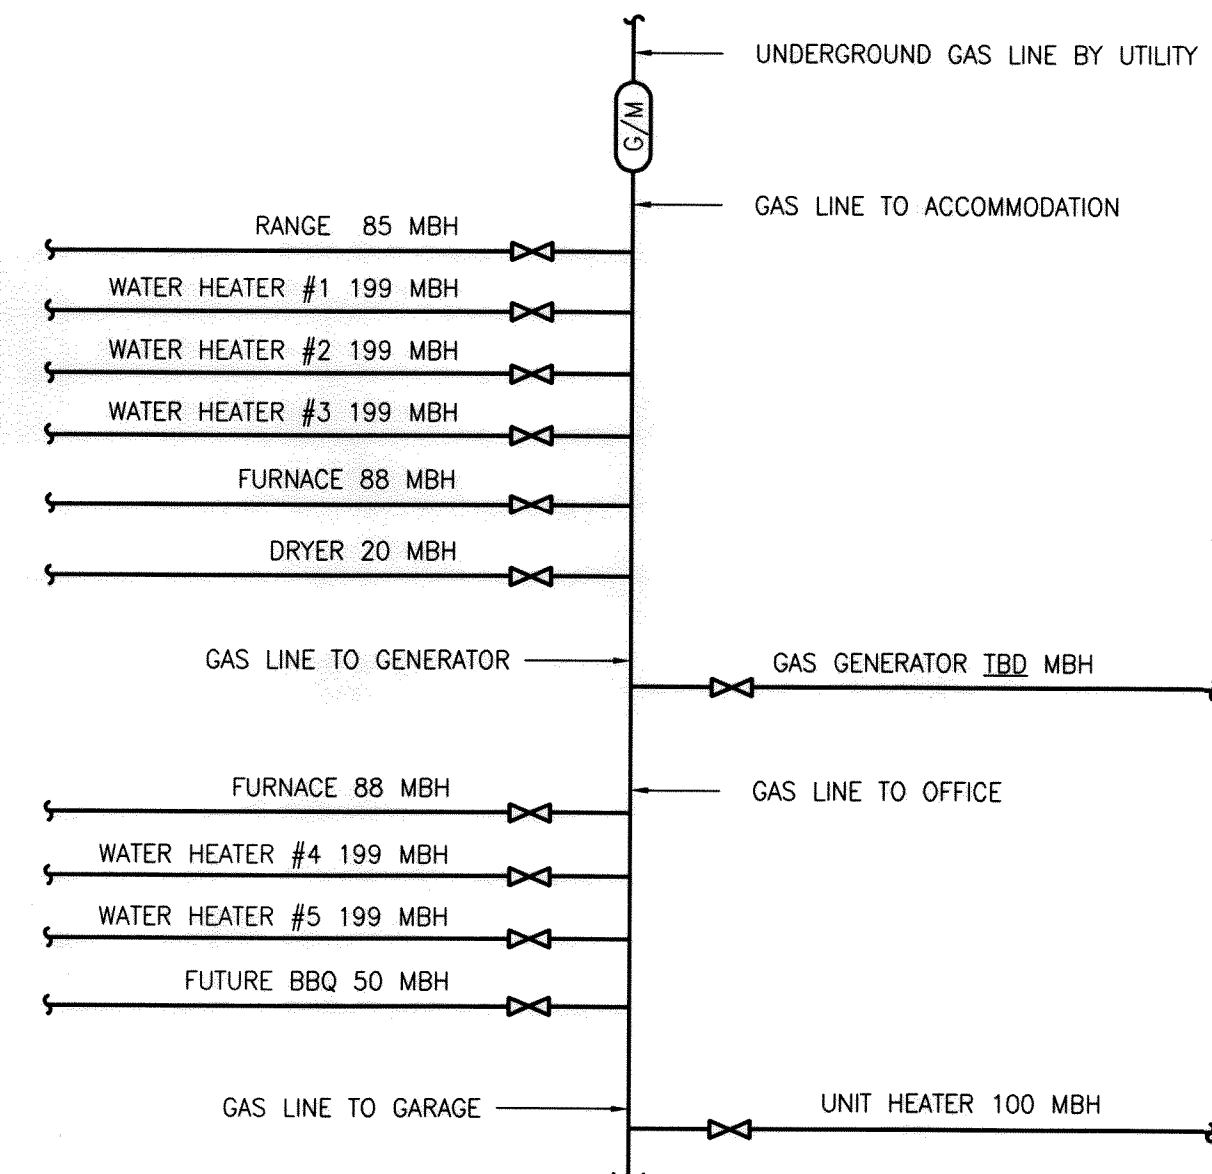 UNDERGROUND GAS LINE BY UTILITY
G/M
GAS LINE TO ACCOMMODATION
RANGE 85 MBH
WATER HEATER #1 199 MBH
WATER HEATER #2 199 MBH
WATER HEATER #3 199 MBH
FURNACE 88 MBH
DRYER 20 MBH
GAS LINE TO GENERATOR
GAS GENERATOR TBD MBH
FURNACE 88 MBH
GAS LINE TO OFFICE
WATER HEATER #4 199 MBH
WATER HEATER #5 199 MBH
FUTURE BBQ 50 MBH
GAS LINE TO GARAGE
UNIT HEATER 100 MBH